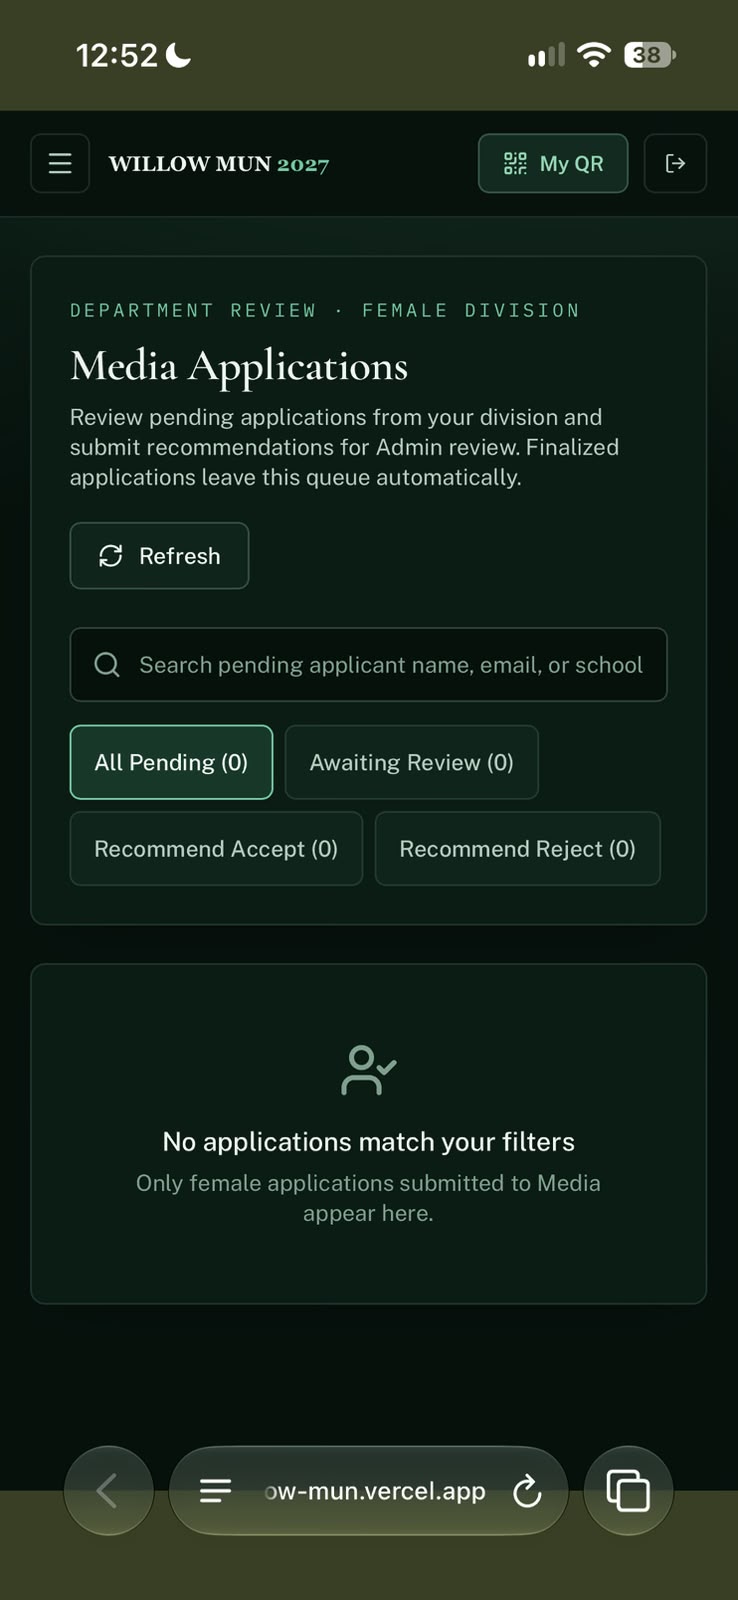 12:52
38
WILLOW MUN 2027
My QR
DEPARTMENT REVIEW · FEMALE DIVISION
Media Applications
Review pending applications from your division and
submit recommendations for Admin review. Finalized
applications leave this queue automatically.
Refresh
Search pending applicant name, email, or school
All Pending (0)
Awaiting Review (0)
Recommend Accept (0)
Recommend Reject (0)
No applications match your filters
Only female applications submitted to Media
appear here.
ow-mun.vercel.app